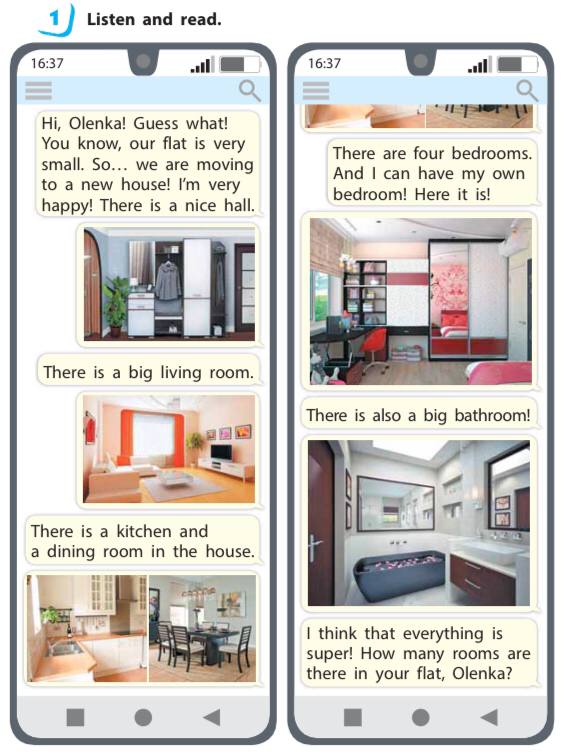 1 Listen and read.
16:37
Hi, Olenka! Guess what!
You know, our flat is very
small. So... we are moving
to a new house! I'm very
happy! There is a nice hall.
There is a big living room.
There is a kitchen and
a dining room in the house.
16:37
There are four bedrooms.
And I can have my own
bedroom! Here it is!
There is also a big bathroom!
I think that everything is
super! How many rooms are
there in your flat, Olenka?